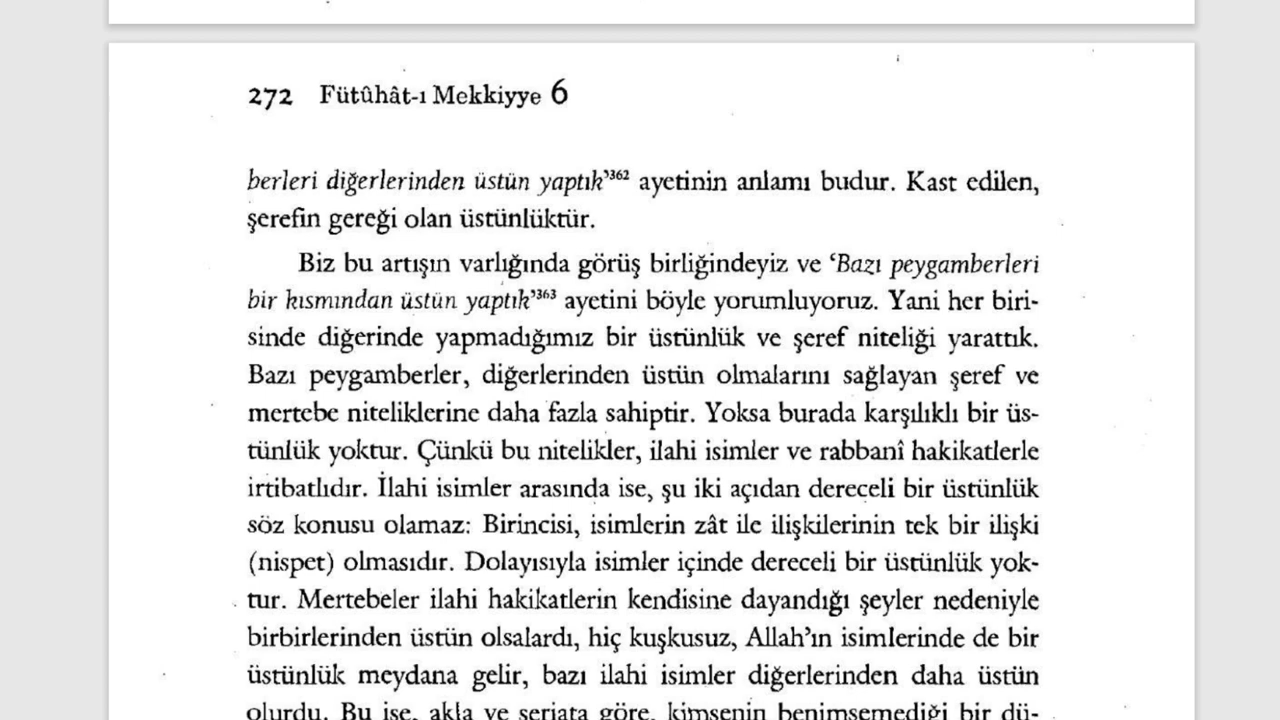 272 Fütûhât-ı Mekkiyye 6
berleri diğerlerinden üstün yaptık’³⁶² ayetinin anlamı budur. Kast edilen,
şerefin gereği olan üstünlüktür.
Biz bu artışın varlığında görüş birliğindeyiz ve ‘Bazı peygamberleri
bir kısmından üstün yaptık’³⁶³ ayetini böyle yorumluyoruz. Yani her biri-
sinde diğerinde yapmadığımız bir üstünlük ve şeref niteliği yarattık.
Bazı peygamberler, diğerlerinden üstün olmalarını sağlayan şeref ve
mertebe niteliklerine daha fazla sahiptir. Yoksa burada karşılıklı bir üs-
tünlük yoktur. Çünkü bu nitelikler, ilahi isimler ve rabbanî hakikatlerle
irtibatlıdır. İlahi isimler arasında ise, şu iki açıdan dereceli bir üstünlük
söz konusu olamaz: Birincisi, isimlerin zât ile ilişkilerinin tek bir ilişki
(nispet) olmasıdır. Dolayısıyla isimler içinde dereceli bir üstünlük yok-
tur. Mertebeler ilahi hakikatlerin kendisine dayandığı şeyler nedeniyle
birbirlerinden üstün olsalardı, hiç kuşkusuz, Allah’ın isimlerinde de bir
üstünlük meydana gelir, bazı ilahi isimler diğerlerinden daha üstün
olurdu. Bu ise, akla ve şeriata göre, kimsenin benimsemediği bir dü-